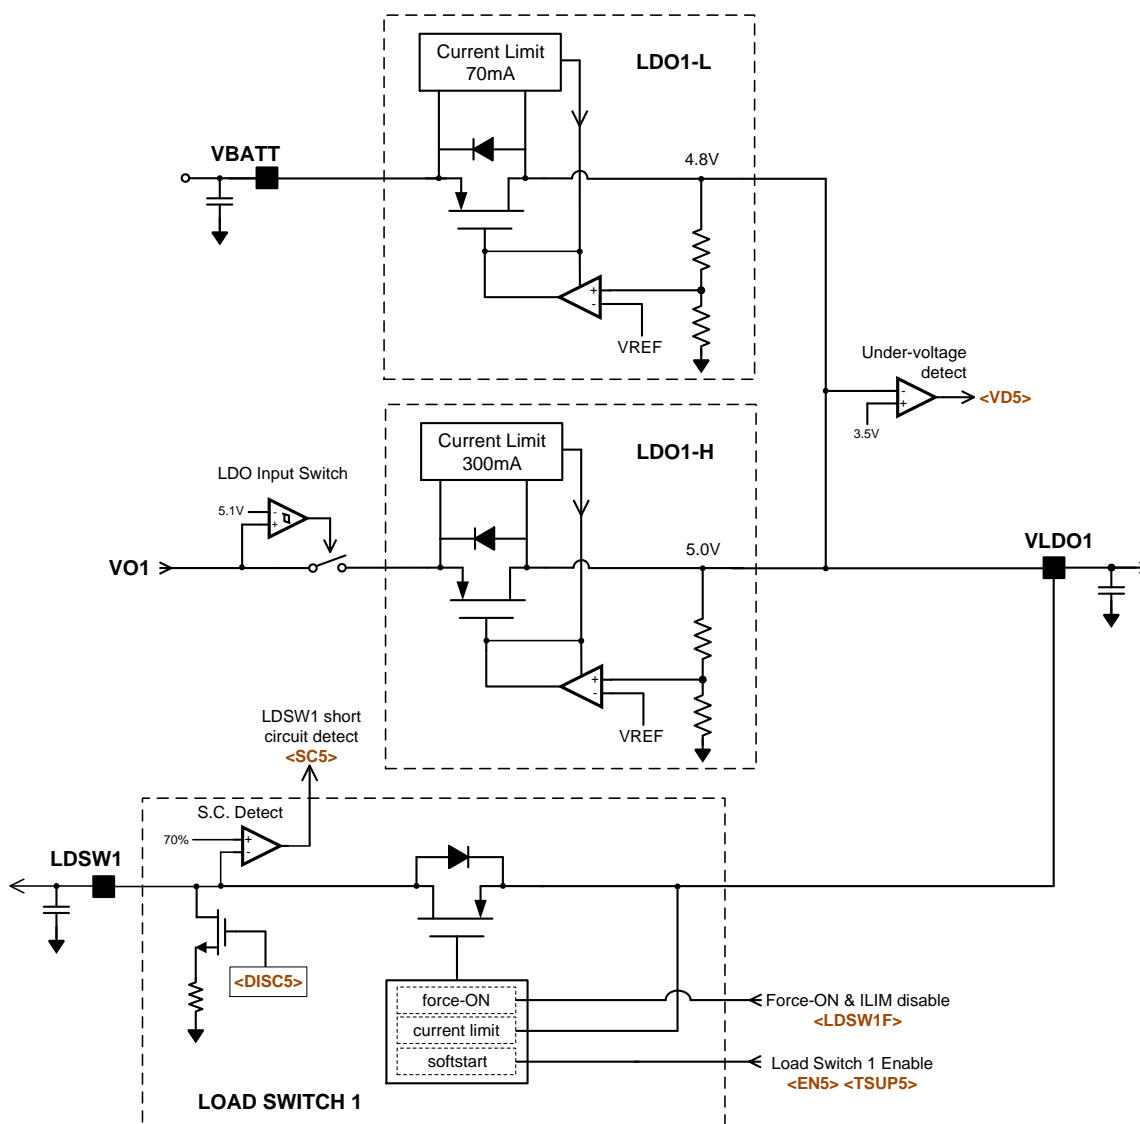 Current Limit
70mA
LDO1-L
VBATT
4.8V
+
-
VREF
Under-voltage
detect
-
+
<VD5>
3.5V
Current Limit
300mA
LDO1-H
LDO Input Switch
5.1V
-
+
VO1
5.0V
VLDO1
+
-
VREF
LDSW1 short
circuit detect
<SC5>
S.C. Detect
70%
+
-
LDSW1
<DISC5>
force-ON
current limit
softstart
Force-ON & ILIM disable
<LDSW1F>
Load Switch 1 Enable
<EN5> <TSUP5>
LOAD SWITCH 1